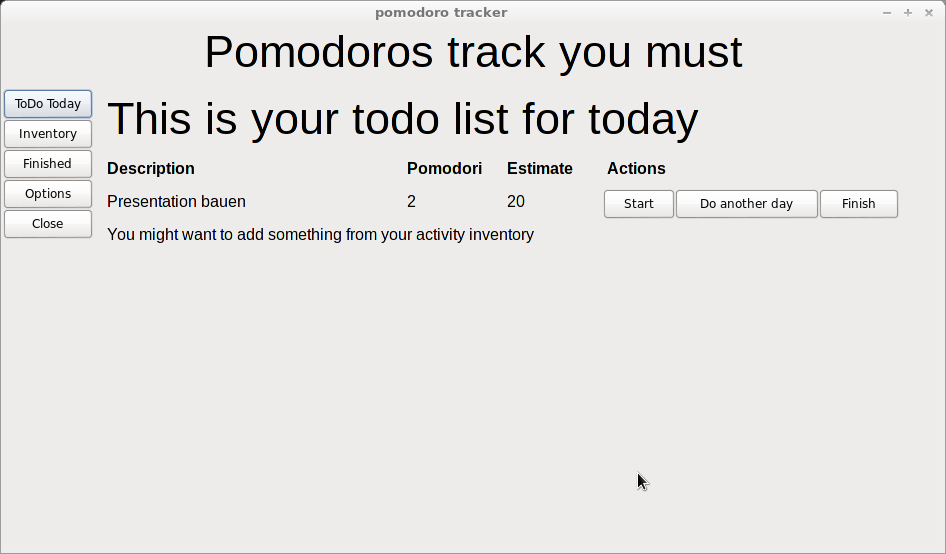 pomodoro tracker
Pomodoros track you must
ToDo Today
Inventory
Finished
Options
Close
This is your todo list for today
Description Pomodori Estimate Actions
Presentation bauen 2 20 Start Do another day Finish
You might want to add something from your activity inventory